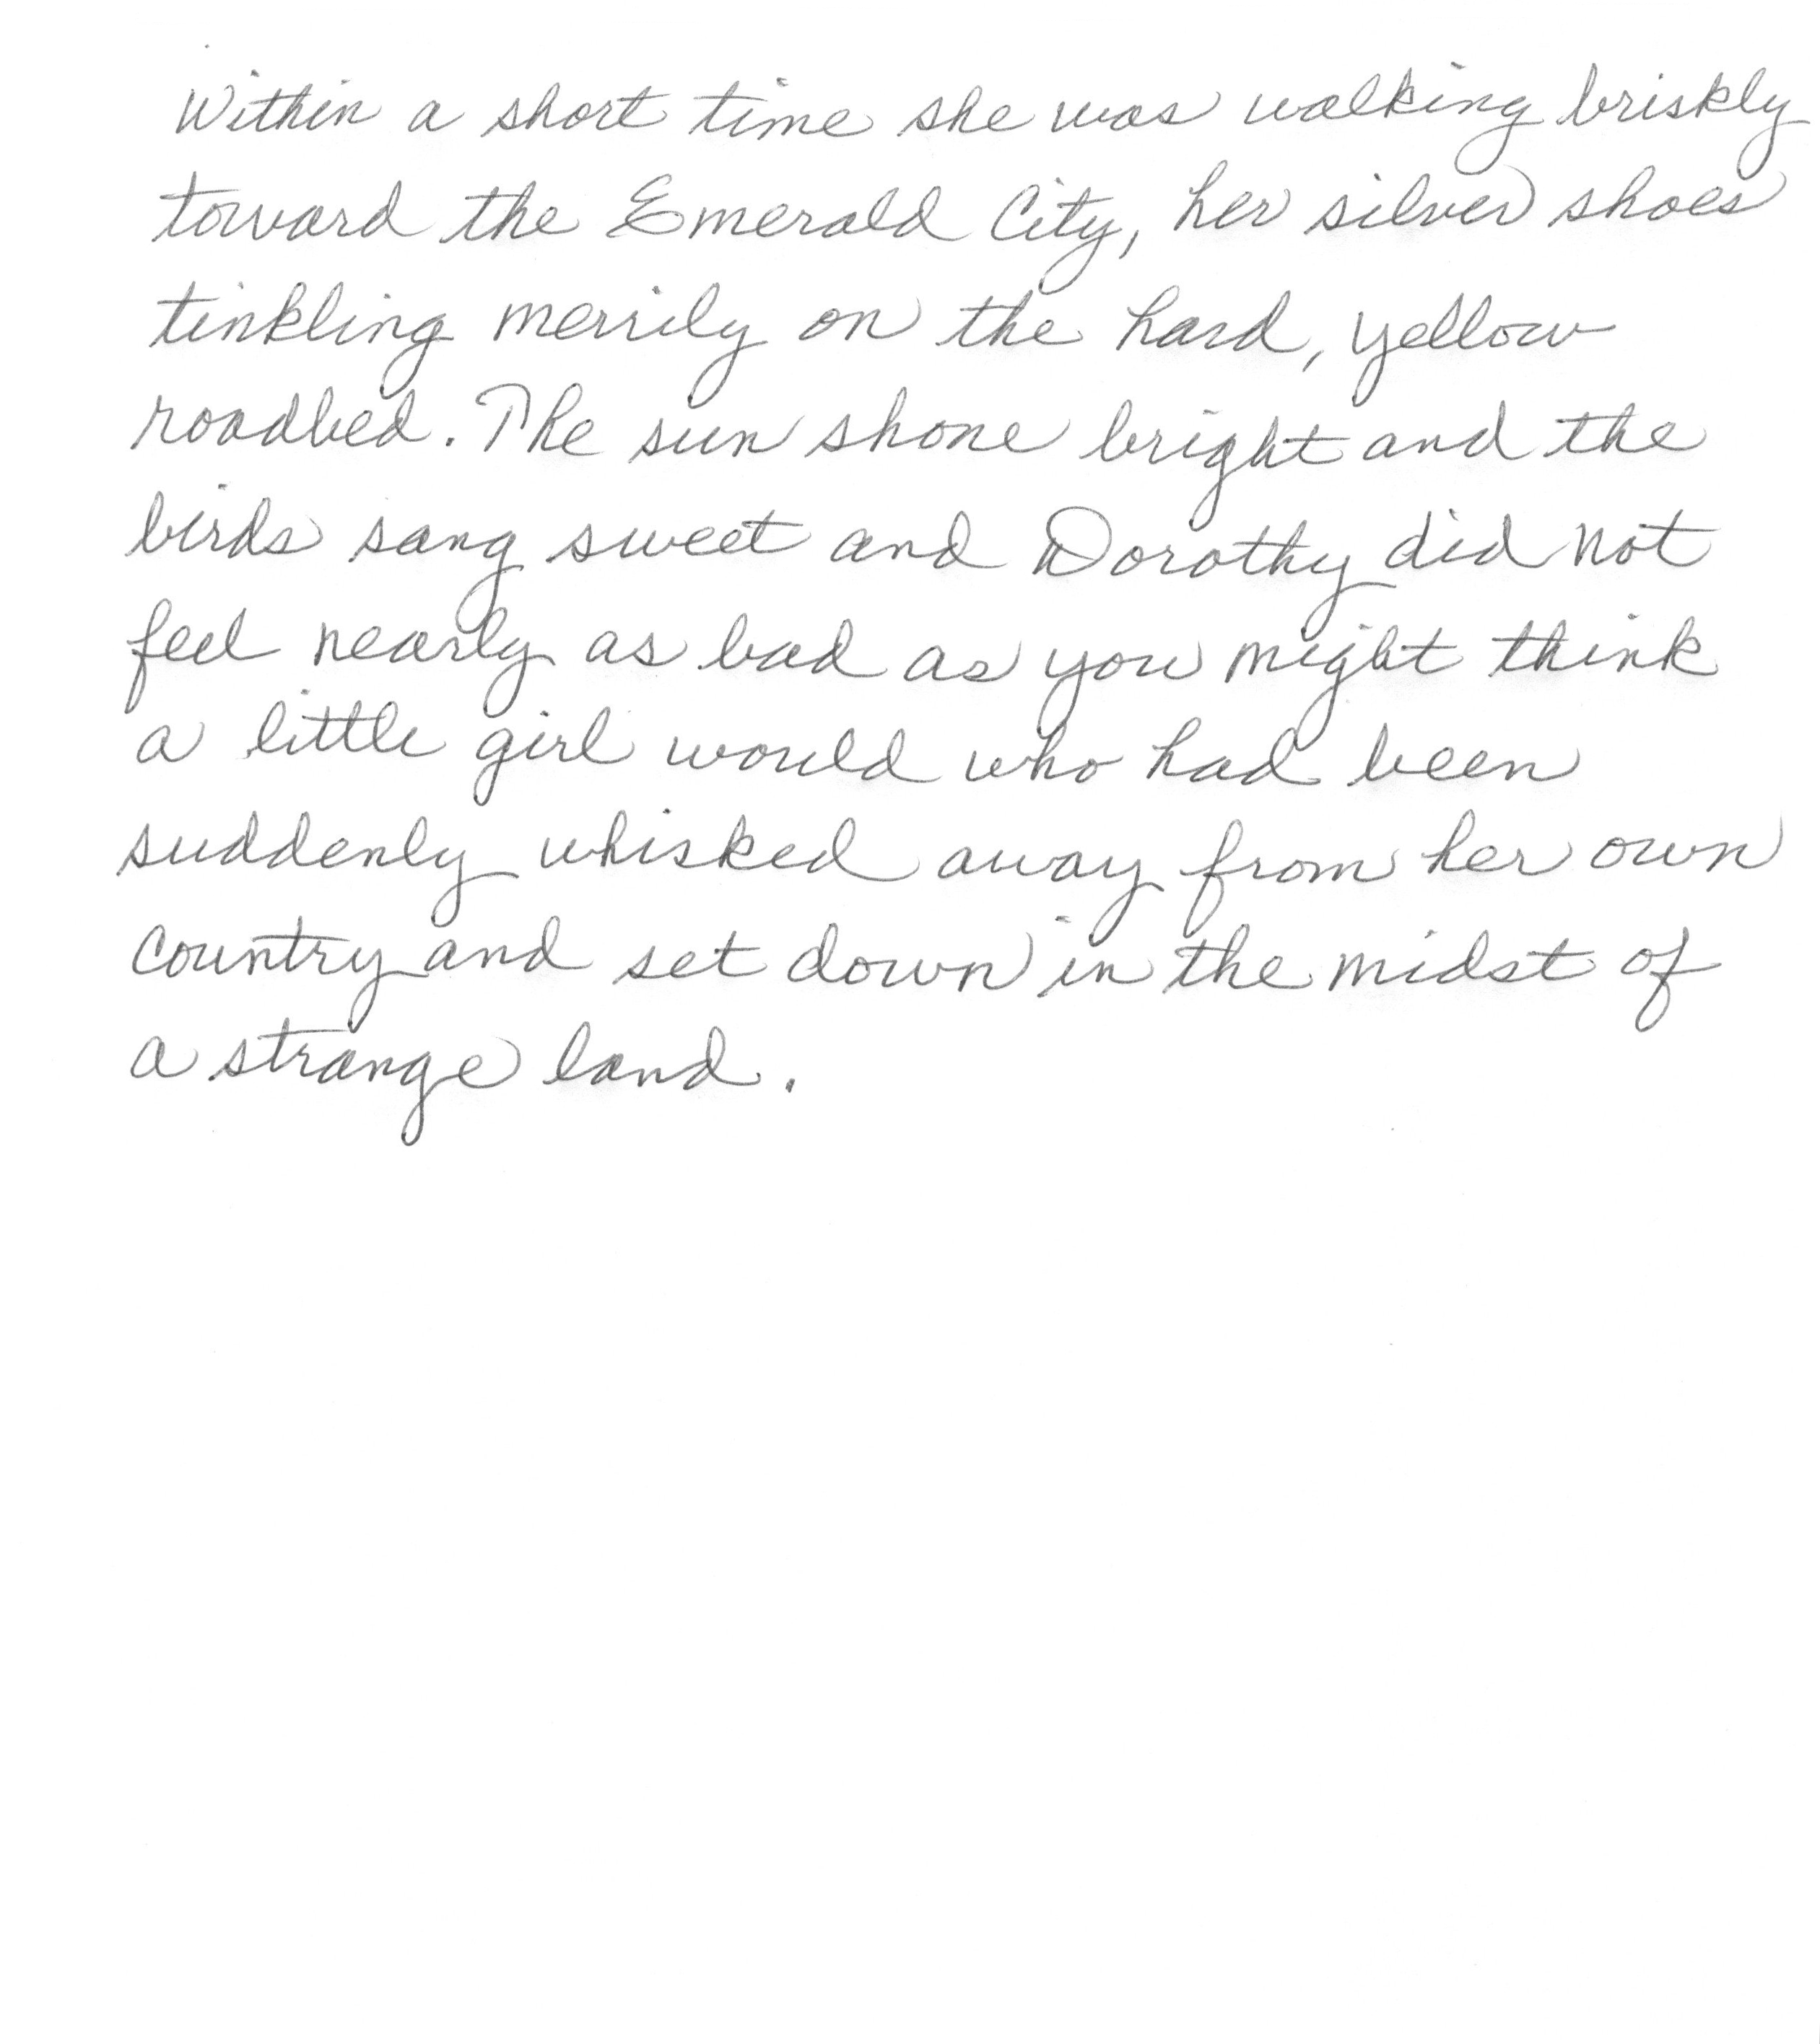 Within a short time she was walking briskly
toward the Emerald City, her silver shoes
tinkling merrily on the hard, yellow
roadbed. The sun shone bright and the
birds sang sweet and Dorothy did not
feel nearly as bad as you might think
a little girl would who had been
suddenly whisked away from her own
country and set down in the midst of
a strange land.